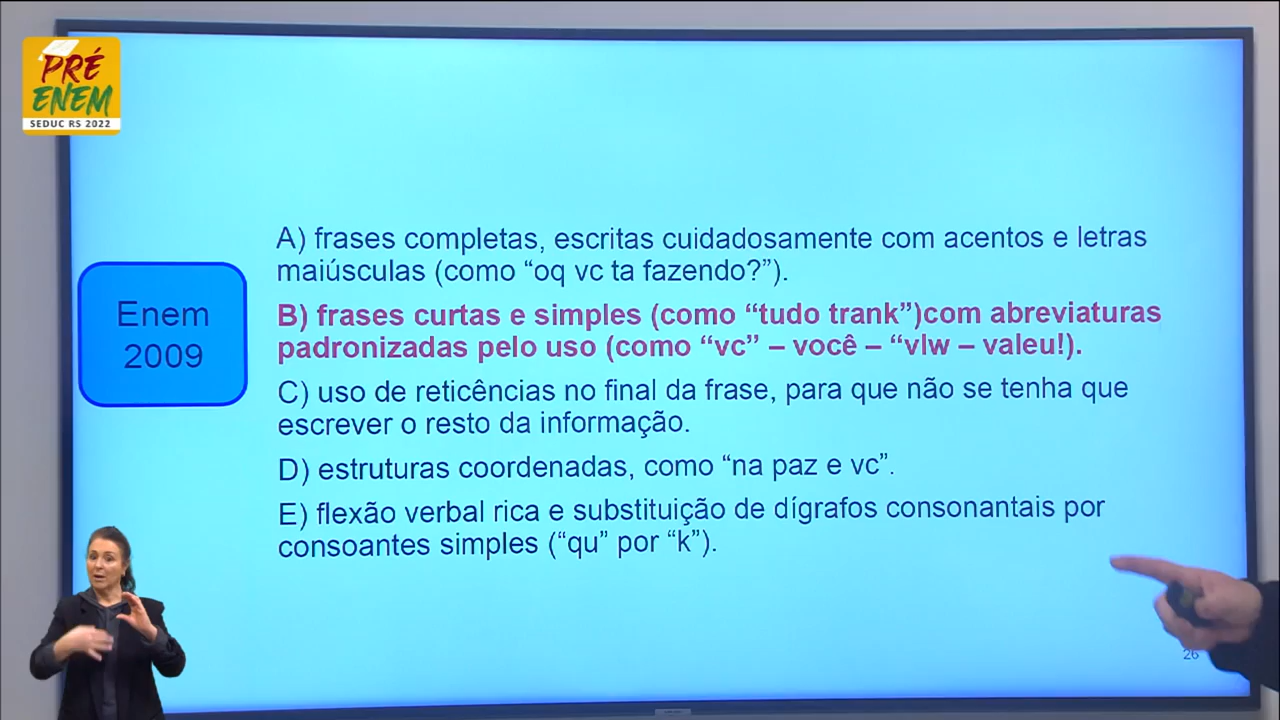 PRÉ
ENEM
SEDUC RS 2022
Enem
2009
A) frases completas, escritas cuidadosamente com acentos e letras
maiúsculas (como “oq vc ta fazendo?”).
B) frases curtas e simples (como “tudo trank”)com abreviaturas
padronizadas pelo uso (como “vc” – você – “vlw – valeu!).
C) uso de reticências no final da frase, para que não se tenha que
escrever o resto da informação.
D) estruturas coordenadas, como “na paz e vc”.
E) flexão verbal rica e substituição de dígrafos consonantais por
consoantes simples (“qu” por “k”).
26